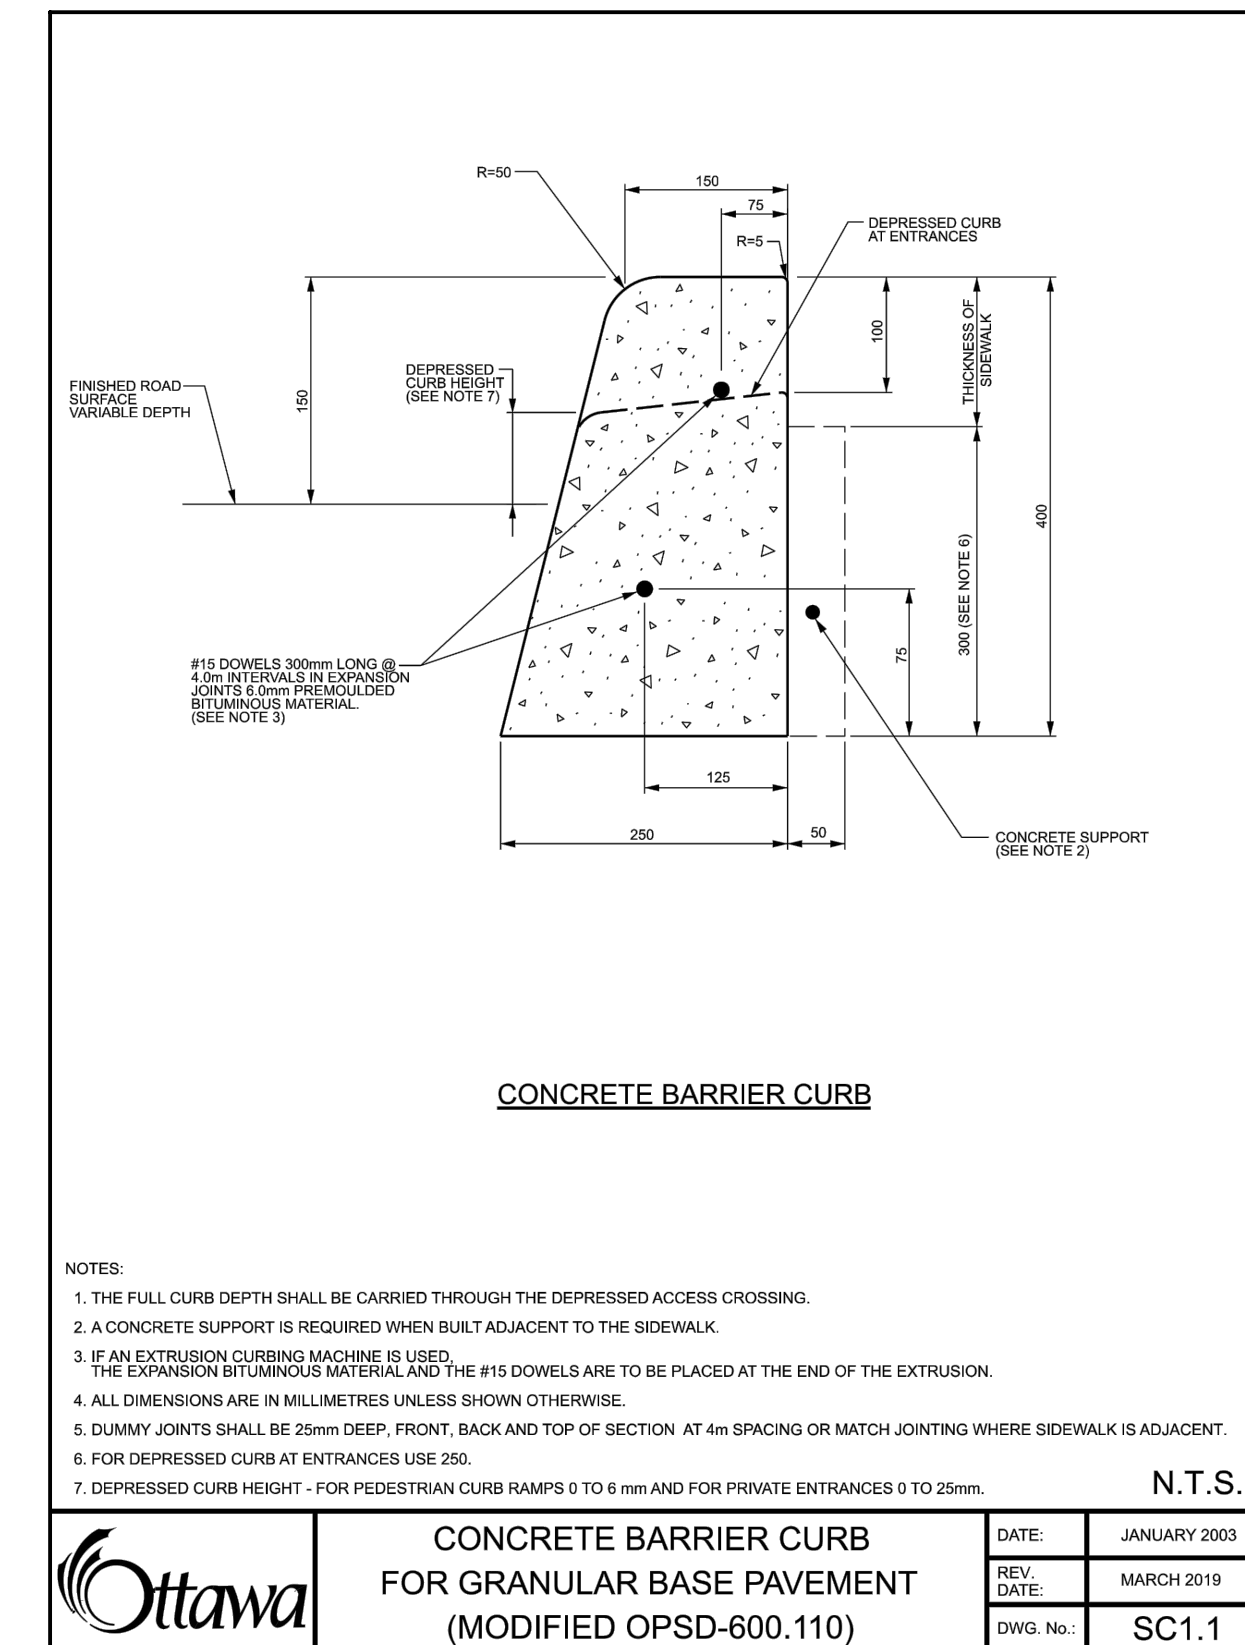 R=50
150
75
R=5
DEPRESSED CURB
AT ENTRANCES
100
THICKNESS OF
SIDEWALK
150
DEPRESSED
CURB HEIGHT
(SEE NOTE 7)
FINISHED ROAD
SURFACE
VARIABLE DEPTH
400
300 (SEE NOTE 6)
75
#15 DOWELS 300mm LONG @
4.0m INTERVALS IN EXPANSION
JOINTS 6.0mm PREMOULDED
BITUMINOUS MATERIAL.
(SEE NOTE 3)
125
250
50
CONCRETE SUPPORT
(SEE NOTE 2)
CONCRETE BARRIER CURB
NOTES:
1. THE FULL CURB DEPTH SHALL BE CARRIED THROUGH THE DEPRESSED ACCESS CROSSING.
2. A CONCRETE SUPPORT IS REQUIRED WHEN BUILT ADJACENT TO THE SIDEWALK.
3. IF AN EXTRUSION CURBING MACHINE IS USED,
THE EXPANSION BITUMINOUS MATERIAL AND THE #15 DOWELS ARE TO BE PLACED AT THE END OF THE EXTRUSION.
4. ALL DIMENSIONS ARE IN MILLIMETRES UNLESS SHOWN OTHERWISE.
5. DUMMY JOINTS SHALL BE 25mm DEEP, FRONT, BACK AND TOP OF SECTION AT 4m SPACING OR MATCH JOINTING WHERE SIDEWALK IS ADJACENT.
6. FOR DEPRESSED CURB AT ENTRANCES USE 250.
7. DEPRESSED CURB HEIGHT - FOR PEDESTRIAN CURB RAMPS 0 TO 6 mm AND FOR PRIVATE ENTRANCES 0 TO 25mm.
N.T.S.
Ottawa
CONCRETE BARRIER CURB
FOR GRANULAR BASE PAVEMENT
(MODIFIED OPSD-600.110)
DATE: JANUARY 2003
REV.
DATE: MARCH 2019
DWG. No.: SC1.1